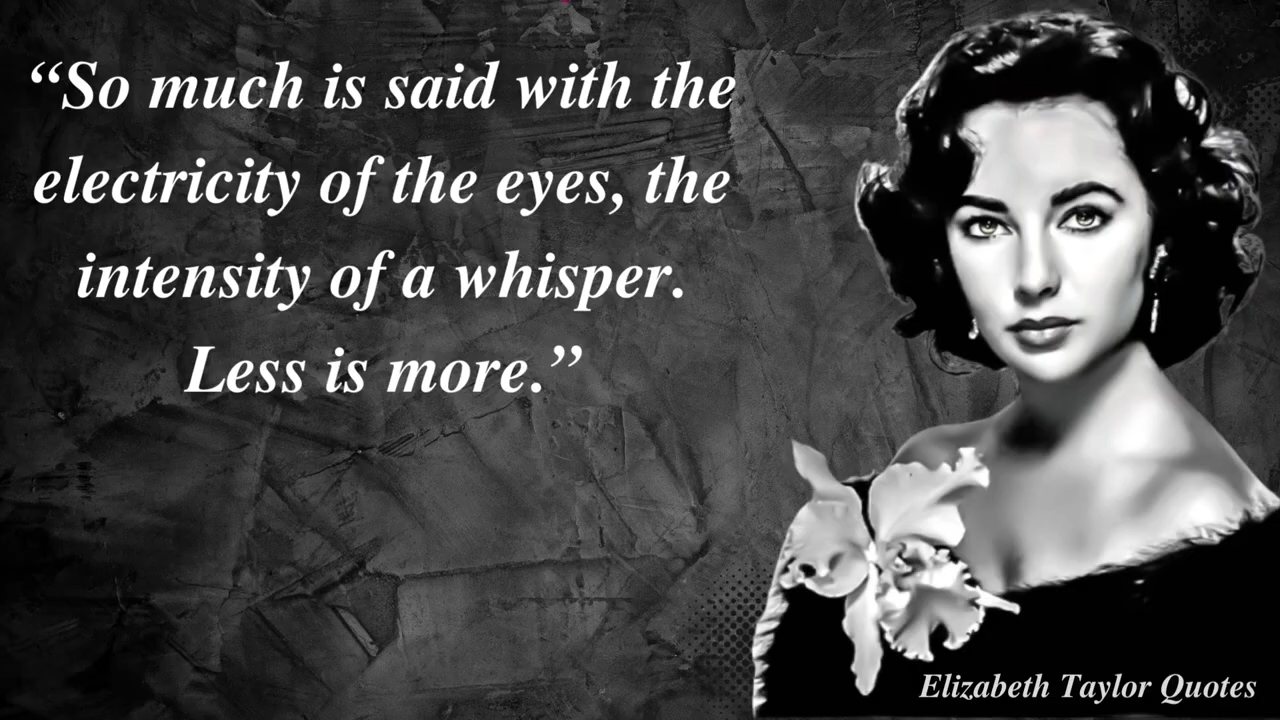 “So much is said with the
electricity of the eyes, the
intensity of a whisper.
Less is more.”
Elizabeth Taylor Quotes